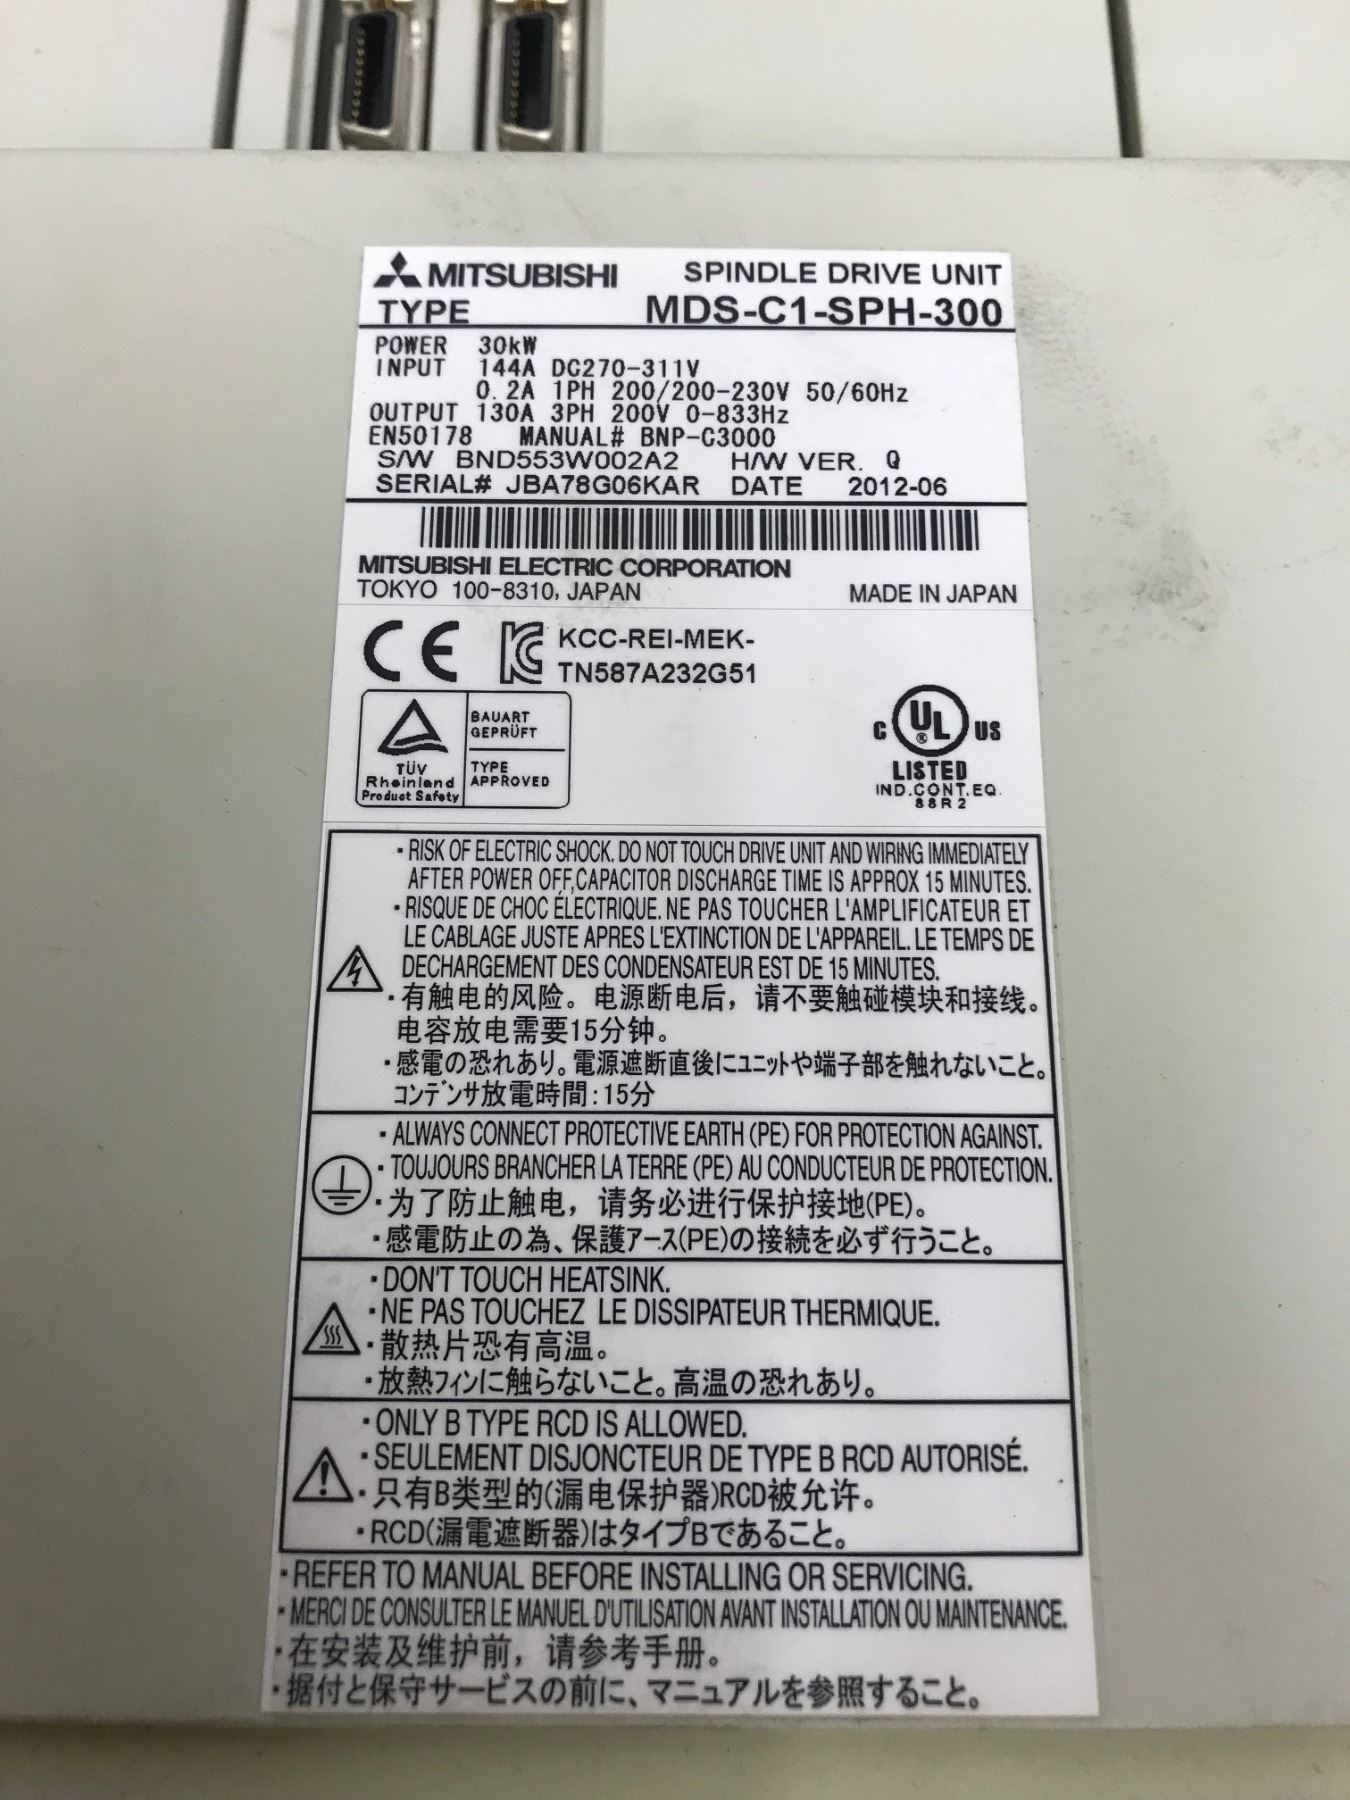 MITSUBISHI SPINDLE DRIVE UNIT
TYPE MDS-C1-SPH-300
POWER 30kW
INPUT 144A DC270-311V
0.2A 1PH 200/200-230V 50/60Hz
OUTPUT 130A 3PH 200V 0-833Hz
EN50178 MANUAL# BNP-C3000
S/W BND553W002A2 H/W VER. Q
SERIAL# JBA78G06KAR DATE 2012-06
MITSUBISHI ELECTRIC CORPORATION
TOKYO 100-8310, JAPAN MADE IN JAPAN
CE KC KCC-REI-MEK-
TN587A232G51
BAUART
GEPRÜFT
TÜV
Rheinland
Product Safety
TYPE
APPROVED
C UL ® US
LISTED
IND.CONT.EQ.
88R2
・RISK OF ELECTRIC SHOCK. DO NOT TOUCH DRIVE UNIT AND WIRING IMMEDIATELY
AFTER POWER OFF,CAPACITOR DISCHARGE TIME IS APPROX 15 MINUTES.
・RISQUE DE CHOC ÉLECTRIQUE. NE PAS TOUCHER L'AMPLIFICATEUR ET
LE CABLAGE JUSTE APRES L'EXTINCTION DE L'APPAREIL. LE TEMPS DE
DECHARGEMENT DES CONDENSATEUR EST DE 15 MINUTES.
・有触电的风险。电源断电后，请不要触碰模块和接线。
电容放电需要15分钟。
・感電の恐れあり。電源遮断直後にユニットや端子部を触れないこと。
コンデンサ放電時間:15分
・ALWAYS CONNECT PROTECTIVE EARTH (PE) FOR PROTECTION AGAINST.
・TOUJOURS BRANCHER LA TERRE (PE) AU CONDUCTEUR DE PROTECTION.
・为了防止触电，请务必进行保护接地(PE)。
・感電防止の為、保護アース(PE)の接続を必ず行うこと。
・DON'T TOUCH HEATSINK.
・NE PAS TOUCHEZ LE DISSIPATEUR THERMIQUE.
・散热片恐有高温。
・放熱フィンに触らないこと。高温の恐れあり。
・ONLY B TYPE RCD IS ALLOWED.
・SEULEMENT DISJONCTEUR DE TYPE B RCD AUTORISÉ.
・只有B类型的(漏电保护器)RCD被允许。
・RCD(漏電遮断器)はタイプBであること。
・REFER TO MANUAL BEFORE INSTALLING OR SERVICING.
・MERCI DE CONSULTER LE MANUEL D'UTILISATION AVANT INSTALLATION OU MAINTENANCE.
・在安装及维护前，请参考手册。
・据付と保守サービスの前に、マニュアルを参照すること。